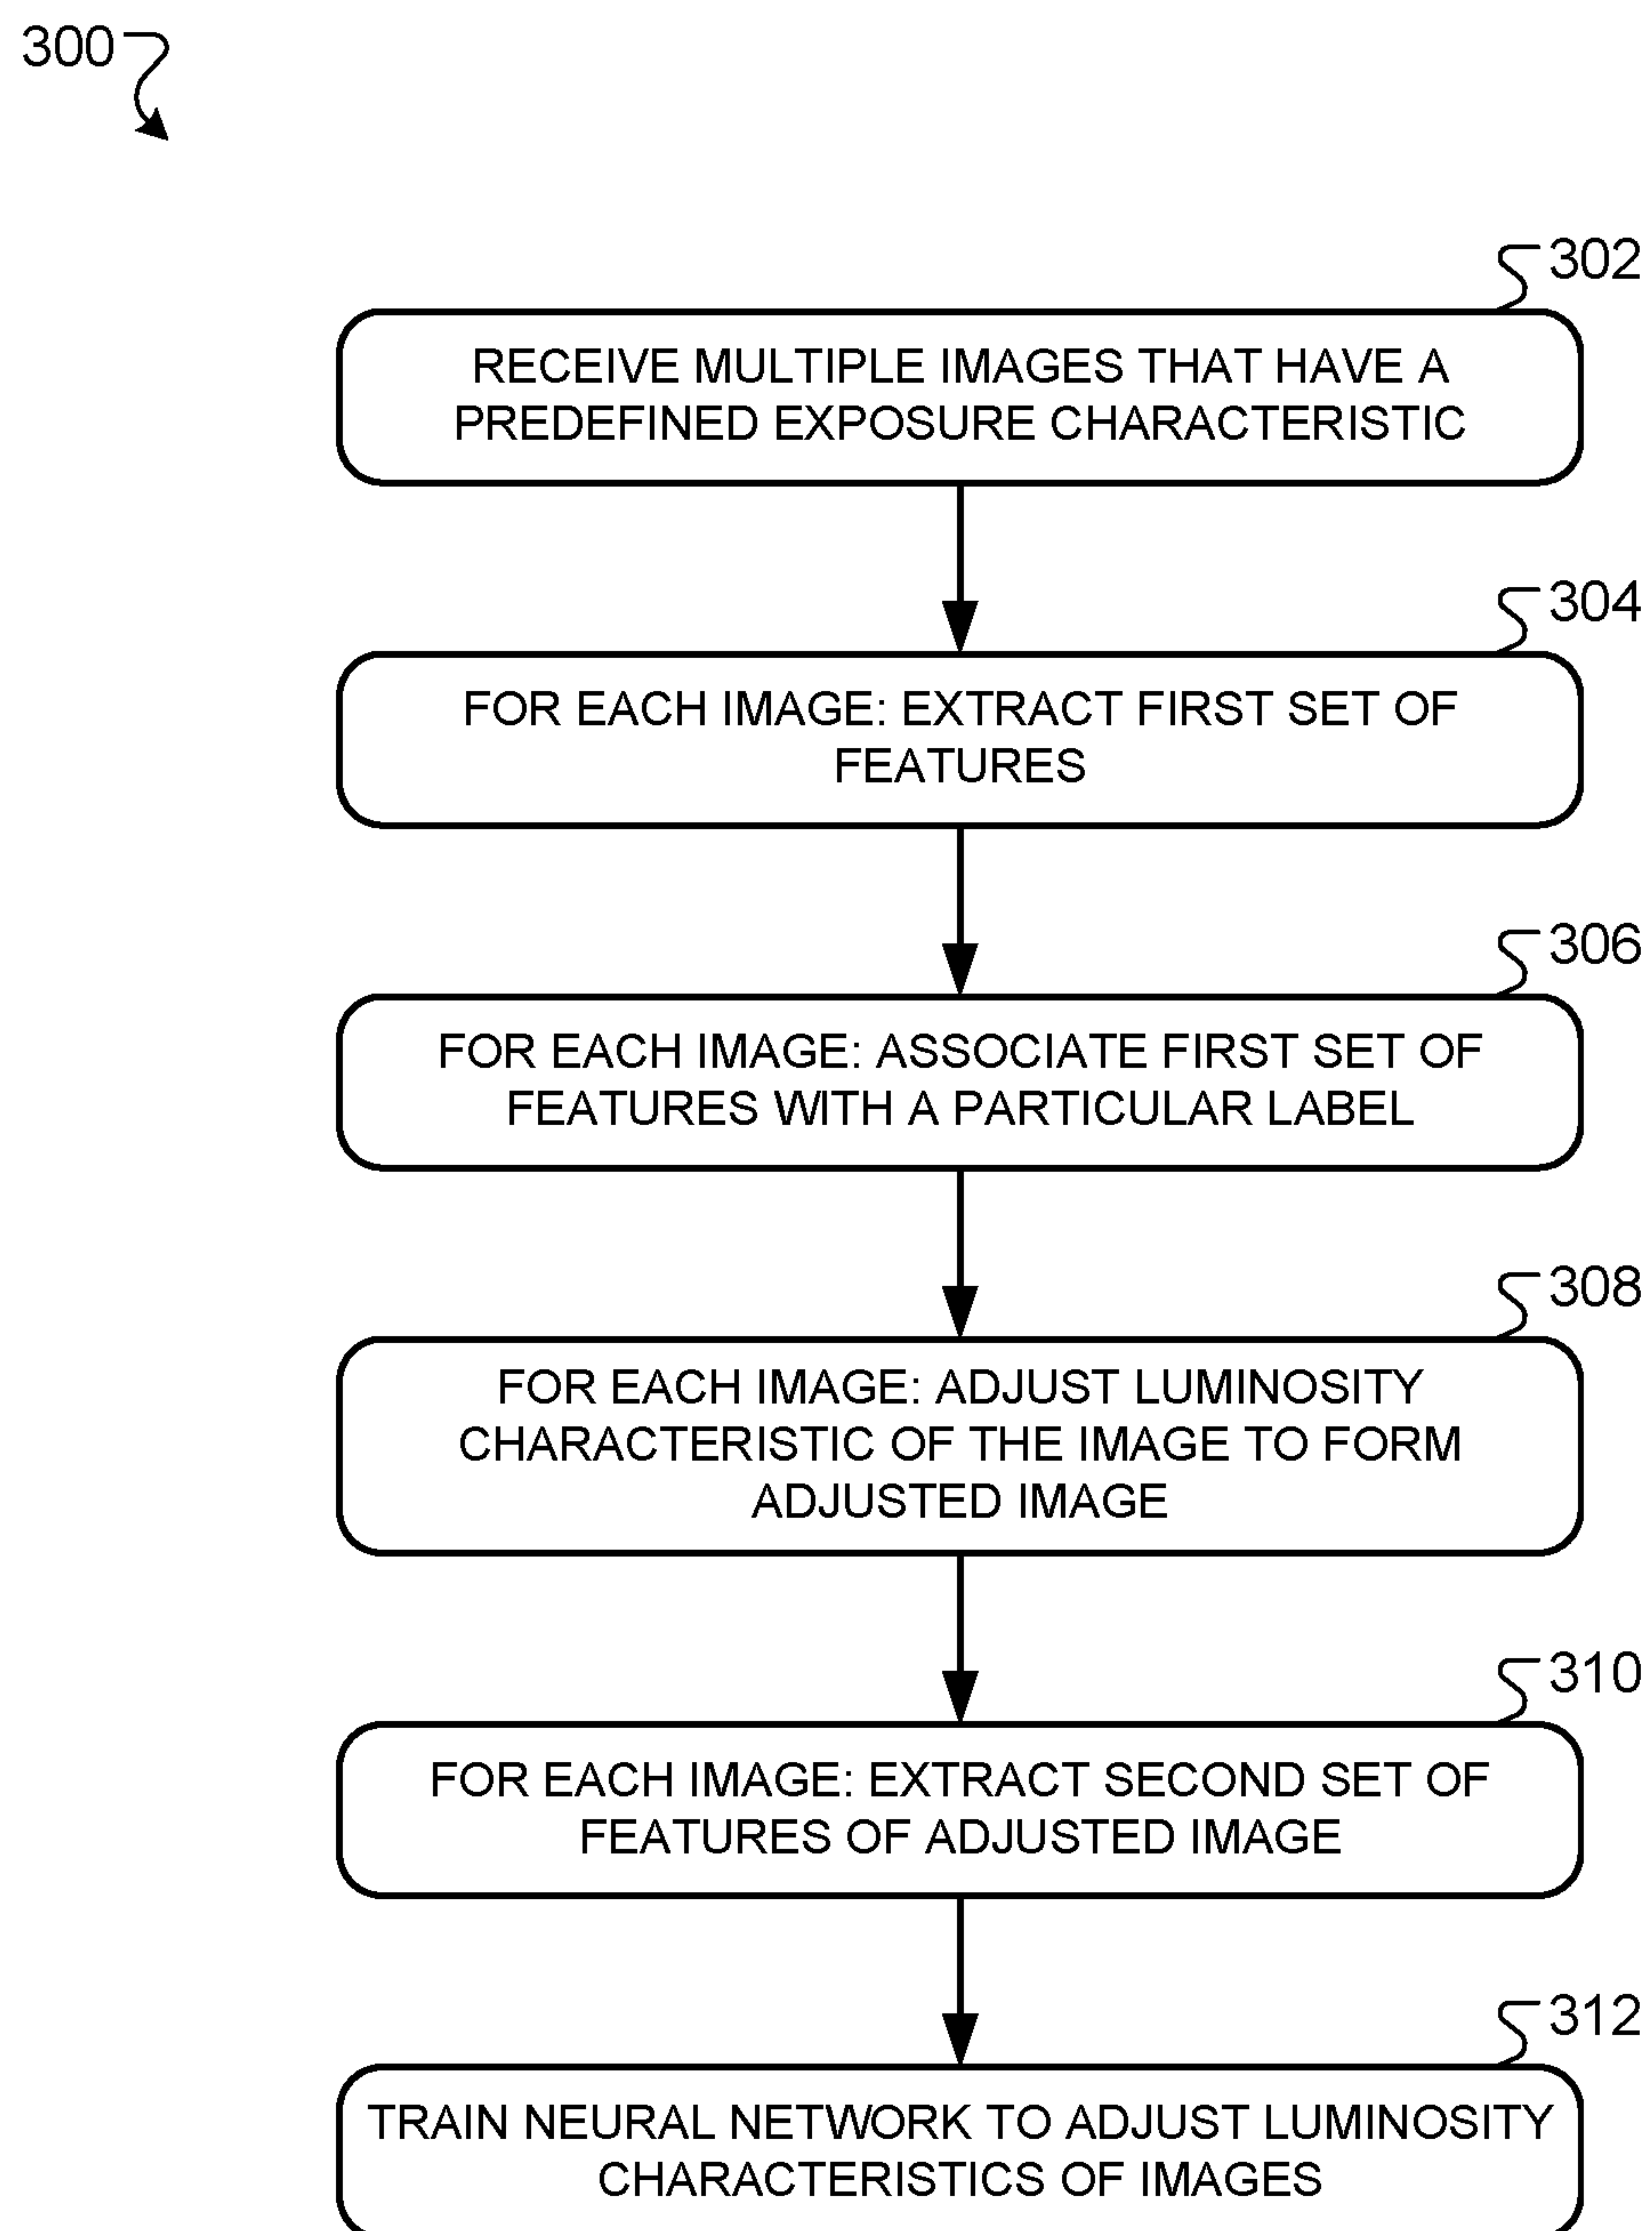 300
302
RECEIVE MULTIPLE IMAGES THAT HAVE A
PREDEFINED EXPOSURE CHARACTERISTIC
304
FOR EACH IMAGE: EXTRACT FIRST SET OF
FEATURES
306
FOR EACH IMAGE: ASSOCIATE FIRST SET OF
FEATURES WITH A PARTICULAR LABEL
308
FOR EACH IMAGE: ADJUST LUMINOSITY
CHARACTERISTIC OF THE IMAGE TO FORM
ADJUSTED IMAGE
310
FOR EACH IMAGE: EXTRACT SECOND SET OF
FEATURES OF ADJUSTED IMAGE
312
TRAIN NEURAL NETWORK TO ADJUST LUMINOSITY
CHARACTERISTICS OF IMAGES